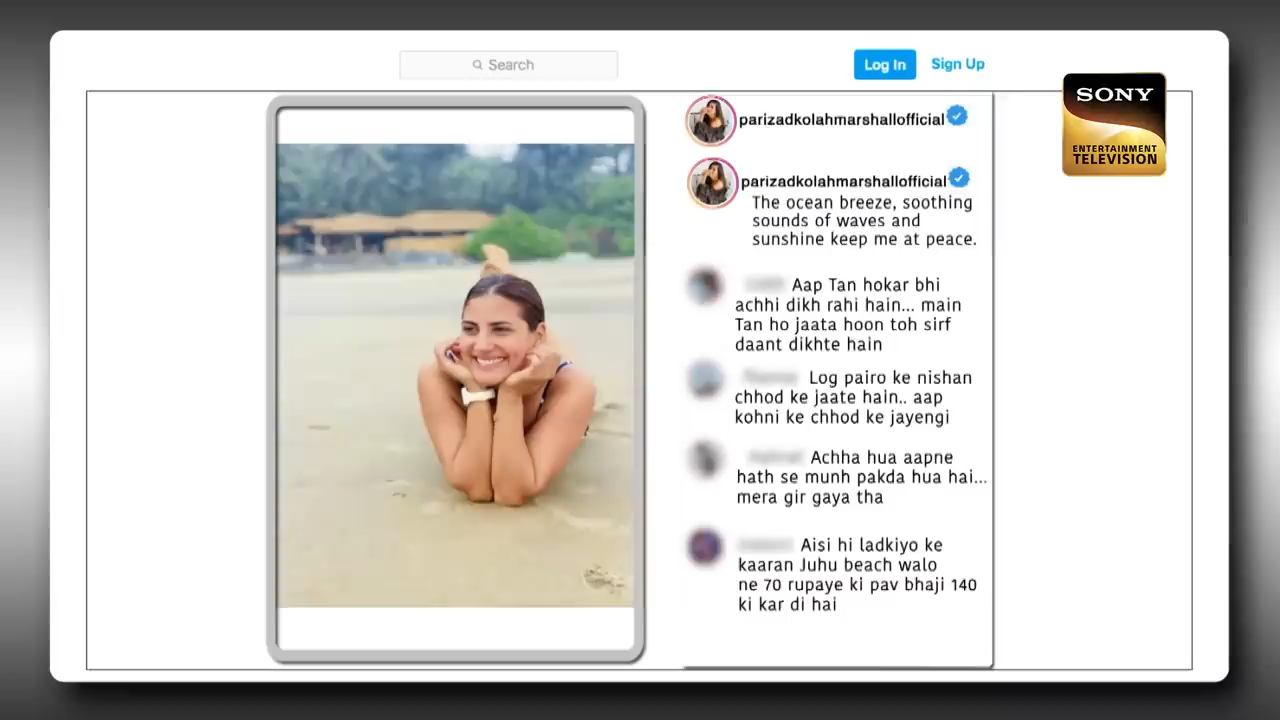 Search
Log In
Sign Up
SONY
ENTERTAINMENT
TELEVISION
parizadkolahmarshallofficial
parizadkolahmarshallofficial
The ocean breeze, soothing
sounds of waves and
sunshine keep me at peace.
Aap Tan hokar bhi
achhi dikh rahi hain... main
Tan ho jaata hoon toh sirf
daant dikhte hain
Log pairo ke nishan
chhod ke jaate hain.. aap
kohni ke chhod ke jayengi
Achha hua aapne
hath se munh pakda hua hai...
mera gir gaya tha
Aisi hi ladkiyo ke
kaaran Juhu beach walo
ne 70 rupaye ki pav bhaji 140
ki kar di hai